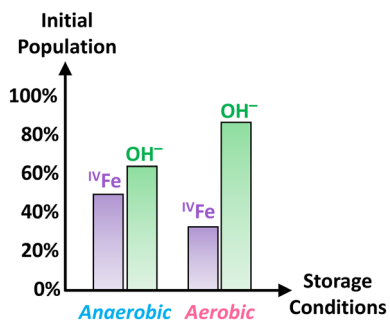 Initial
Population
100%
80%
60%
40%
20%
0%
IVFe
OH−
IVFe
OH−
Anaerobic
Aerobic
Storage
Conditions